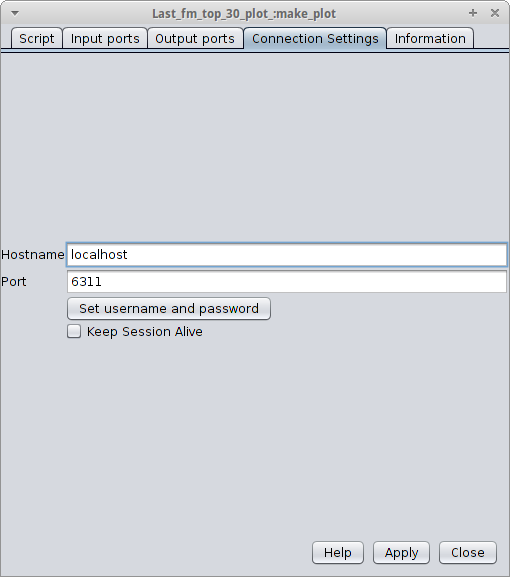 Last_fm_top_30_plot_:make_plot
Script Input ports Output ports Connection Settings Information
Hostname localhost
Port 6311
Set username and password
Keep Session Alive
Help Apply Close